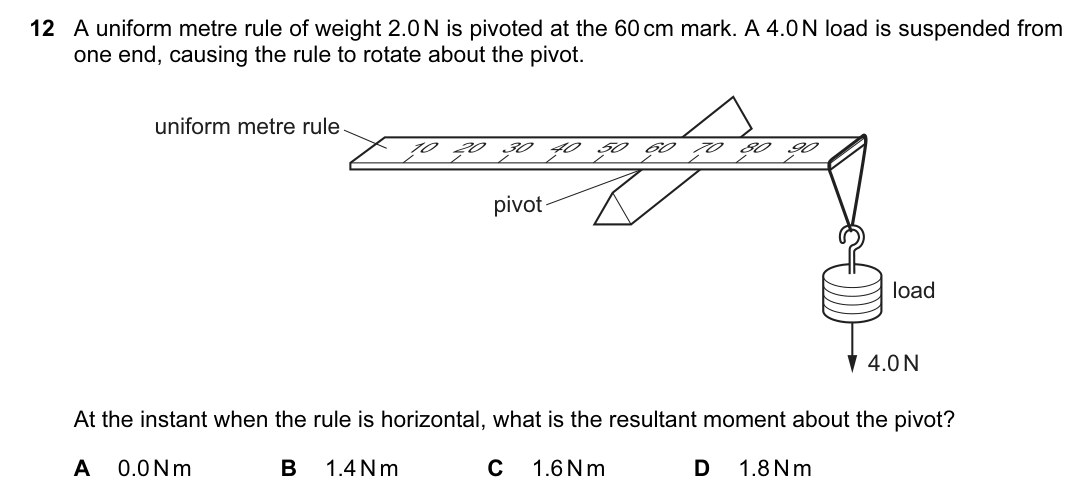 12 A uniform metre rule of weight 2.0 N is pivoted at the 60 cm mark. A 4.0 N load is suspended from
one end, causing the rule to rotate about the pivot.
uniform metre rule
10 20 30 40 50 60 70 80 90
pivot
load
4.0 N
At the instant when the rule is horizontal, what is the resultant moment about the pivot?
A 0.0 N m B 1.4 N m C 1.6 N m D 1.8 N m